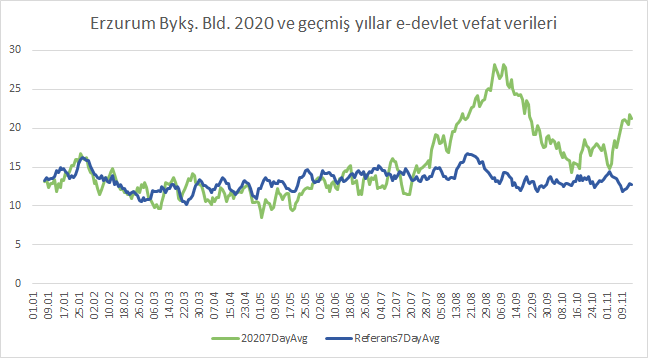 Erzurum Bykş. Bld. 2020 ve geçmiş yıllar e-devlet vefat verileri
30
25
20
15
10
5
0
01.01 09.01 17.01 25.01 02.02 10.02 18.02 26.02 05.03 13.03 22.03 30.03 07.04 15.04 23.04 01.05 09.05 17.05 25.05 02.06 10.06 18.06 26.06 04.07 12.07 20.07 28.07 05.08 13.08 21.08 29.08 06.09 14.09 22.09 30.09 08.10 16.10 24.10 01.11 09.11
20207DayAvg Referans7DayAvg